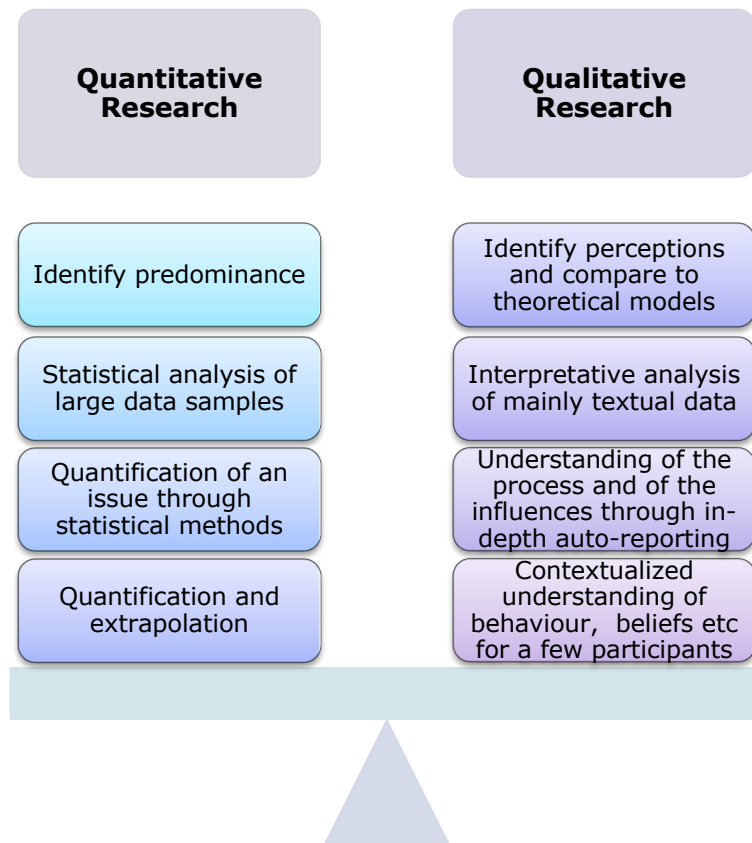 Quantitative
Research
Qualitative
Research
Identify predominance
Statistical analysis of
large data samples
Quantification of an
issue through
statistical methods
Quantification and
extrapolation
Identify perceptions
and compare to
theoretical models
Interpretative analysis
of mainly textual data
Understanding of the
process and of the
influences through in-
depth auto-reporting
Contextualized
understanding of
behaviour,  beliefs etc
for a few participants